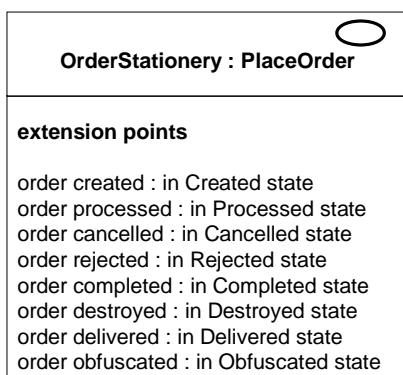 OrderStationery : PlaceOrder
extension points
order created : in Created state
order processed : in Processed state
order cancelled : in Cancelled state
order rejected : in Rejected state
order completed : in Completed state
order destroyed : in Destroyed state
order delivered : in Delivered state
order obfuscated : in Obfuscated state